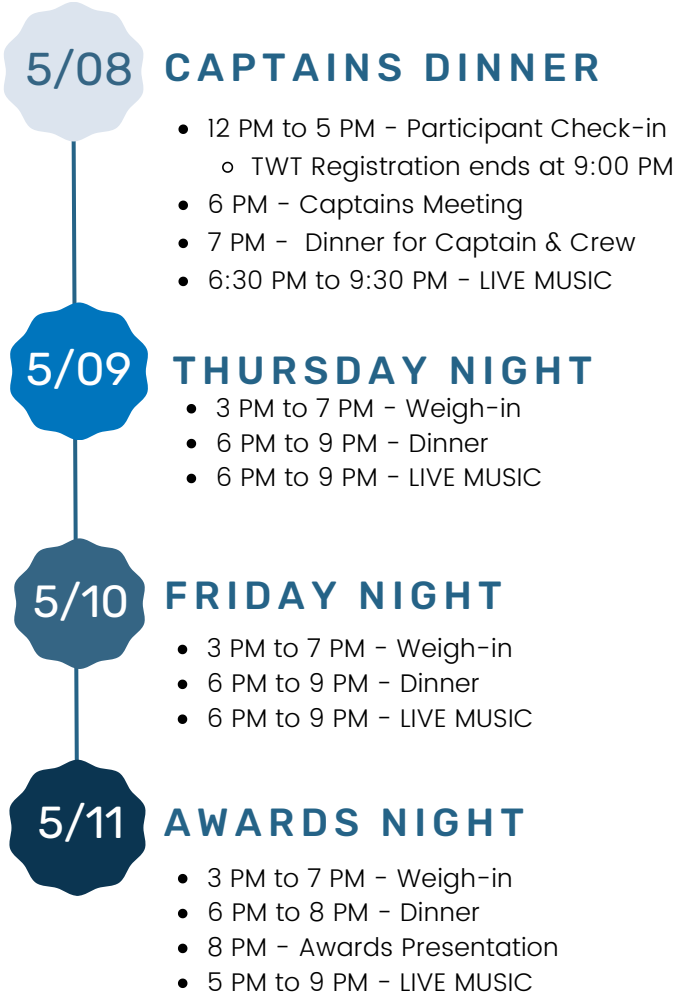 5/08
CAPTAINS DINNER
• 12 PM to 5 PM - Participant Check-in
◦ TWT Registration ends at 9:00 PM
• 6 PM - Captains Meeting
• 7 PM - Dinner for Captain & Crew
• 6:30 PM to 9:30 PM - LIVE MUSIC
5/09
THURSDAY NIGHT
• 3 PM to 7 PM - Weigh-in
• 6 PM to 9 PM - Dinner
• 6 PM to 9 PM - LIVE MUSIC
5/10
FRIDAY NIGHT
• 3 PM to 7 PM - Weigh-in
• 6 PM to 9 PM - Dinner
• 6 PM to 9 PM - LIVE MUSIC
5/11
AWARDS NIGHT
• 3 PM to 7 PM - Weigh-in
• 6 PM to 8 PM - Dinner
• 8 PM - Awards Presentation
• 5 PM to 9 PM - LIVE MUSIC